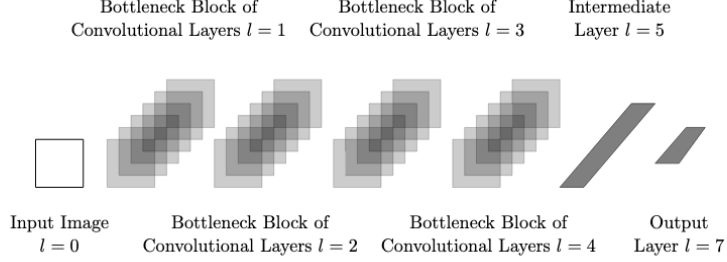 Bottleneck Block of
Convolutional Layers l = 1
Bottleneck Block of
Convolutional Layers l = 3
Intermediate
Layer l = 5
Input Image
l = 0
Bottleneck Block of
Convolutional Layers l = 2
Bottleneck Block of
Convolutional Layers l = 4
Output
Layer l = 7